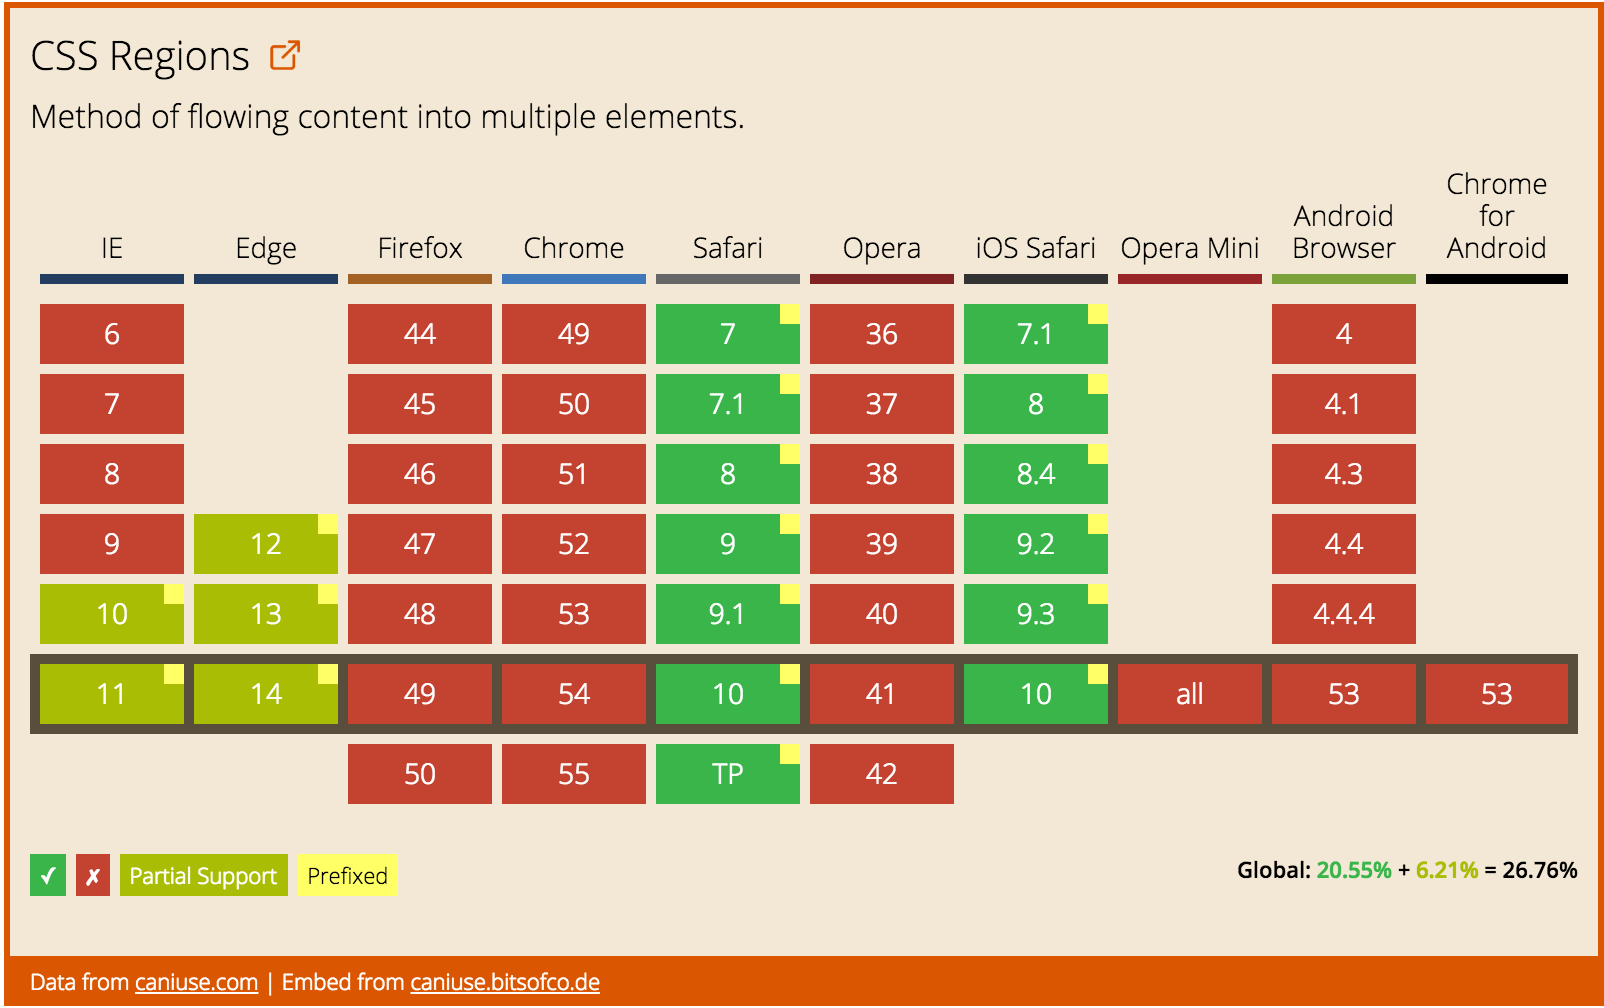 CSS Regions
Method of flowing content into multiple elements.
IE Edge Firefox Chrome Safari Opera iOS Safari Opera Mini Android Browser Chrome for Android
6 44 49 7 36 7.1 4
7 45 50 7.1 37 8 4.1
8 46 51 8 38 8.4 4.3
9 12 47 52 9 39 9.2 4.4
10 13 48 53 9.1 40 9.3 4.4.4
11 14 49 54 10 41 10 all 53 53
50 55 TP 42
✓ ✗ Partial Support Prefixed
Global: 20.55% + 6.21% = 26.76%
Data from caniuse.com | Embed from caniuse.bitsofco.de